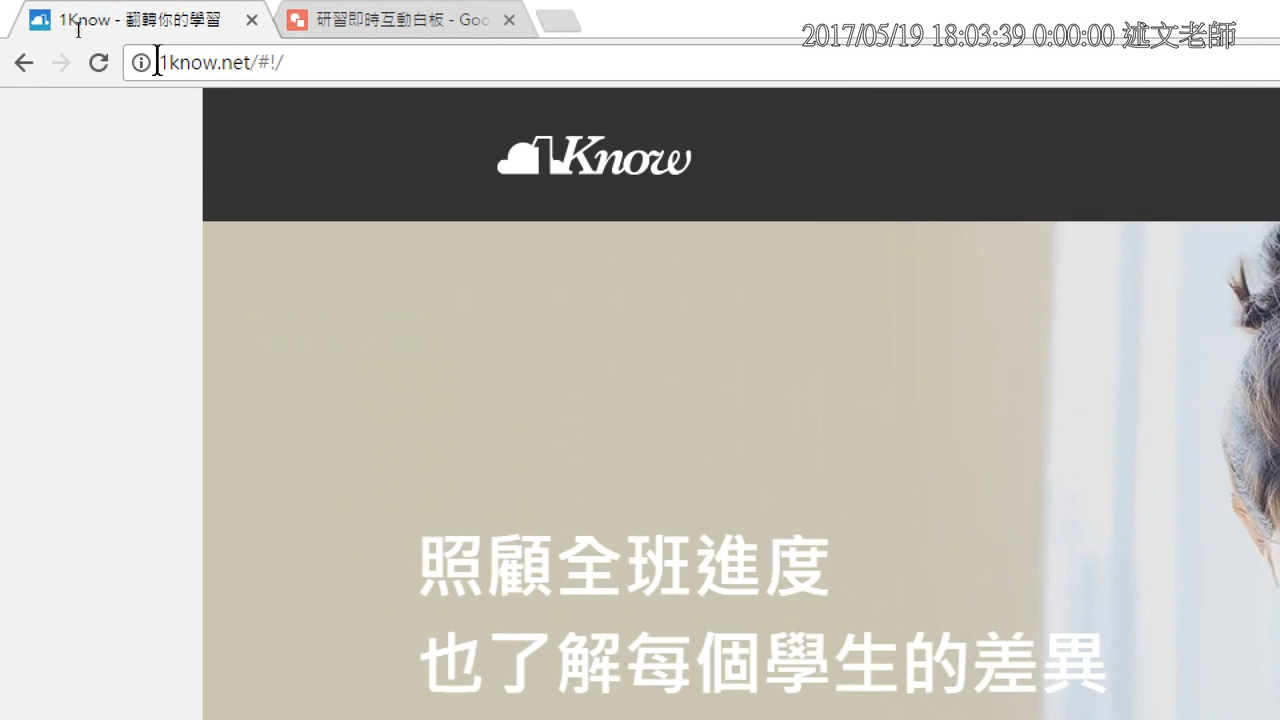 1Know - 翻轉你的學習
研習即時互動白板 - Goo
2017/05/19 18:03:39 0:00:00 述文老師
1know.net/#!/
1Know
照顧全班進度
也了解每個學生的差異